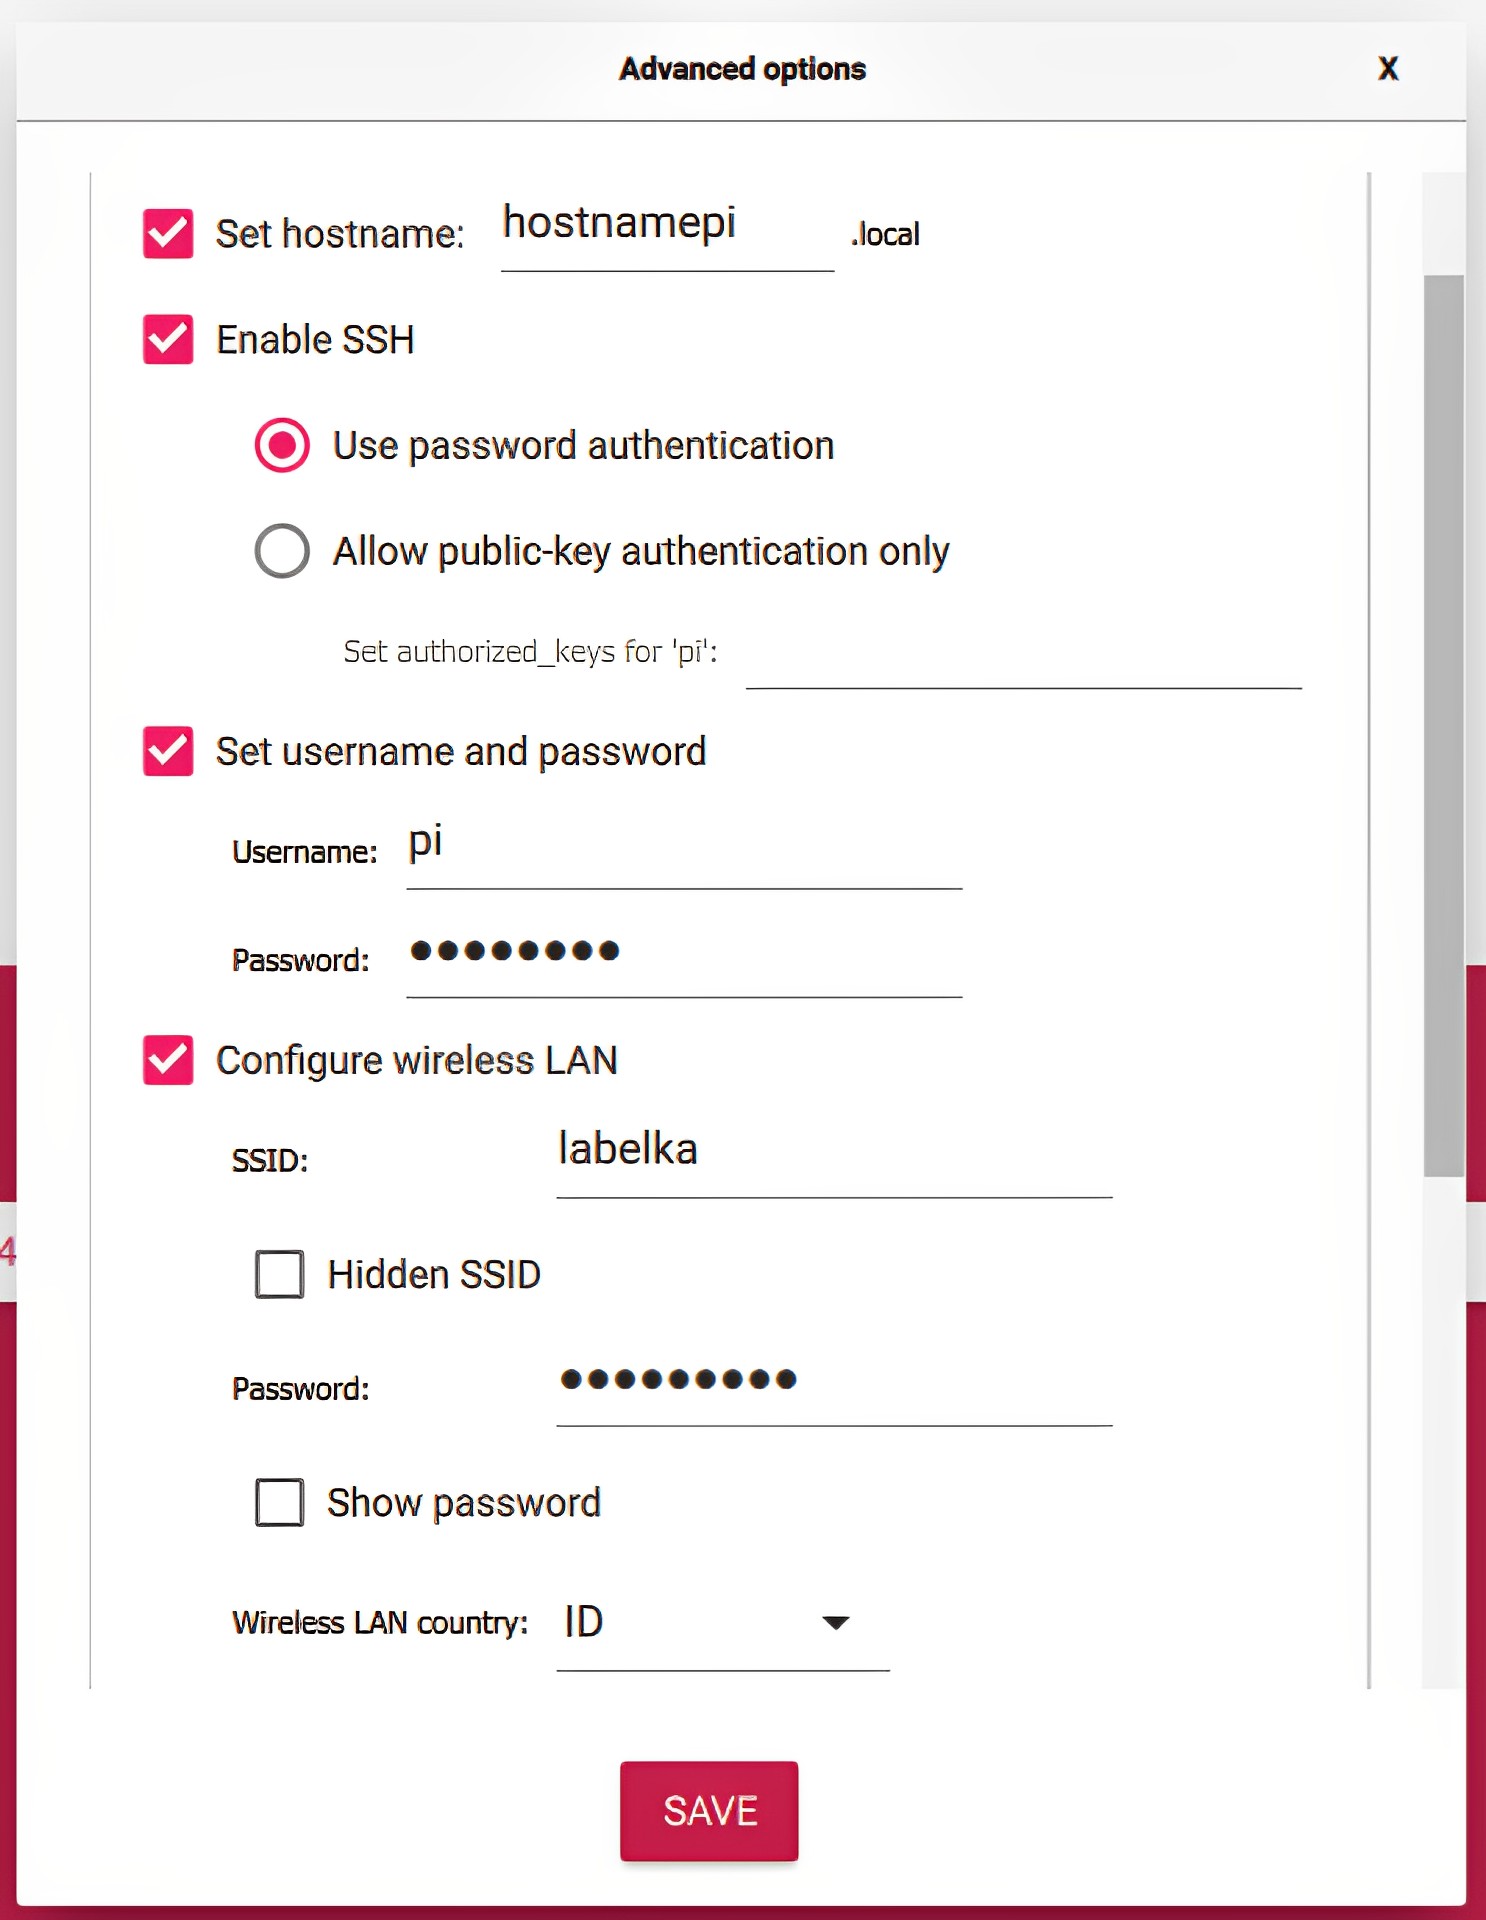 Advanced options X
Set hostname: hostnamepi .local
Enable SSH
Use password authentication
Allow public-key authentication only
Set authorized_keys for 'pi':
Set username and password
Username: pi
Password: ●●●●●●●●
Configure wireless LAN
SSID: labelka
4
Hidden SSID
Password: ●●●●●●●●●
Show password
Wireless LAN country: ID
SAVE